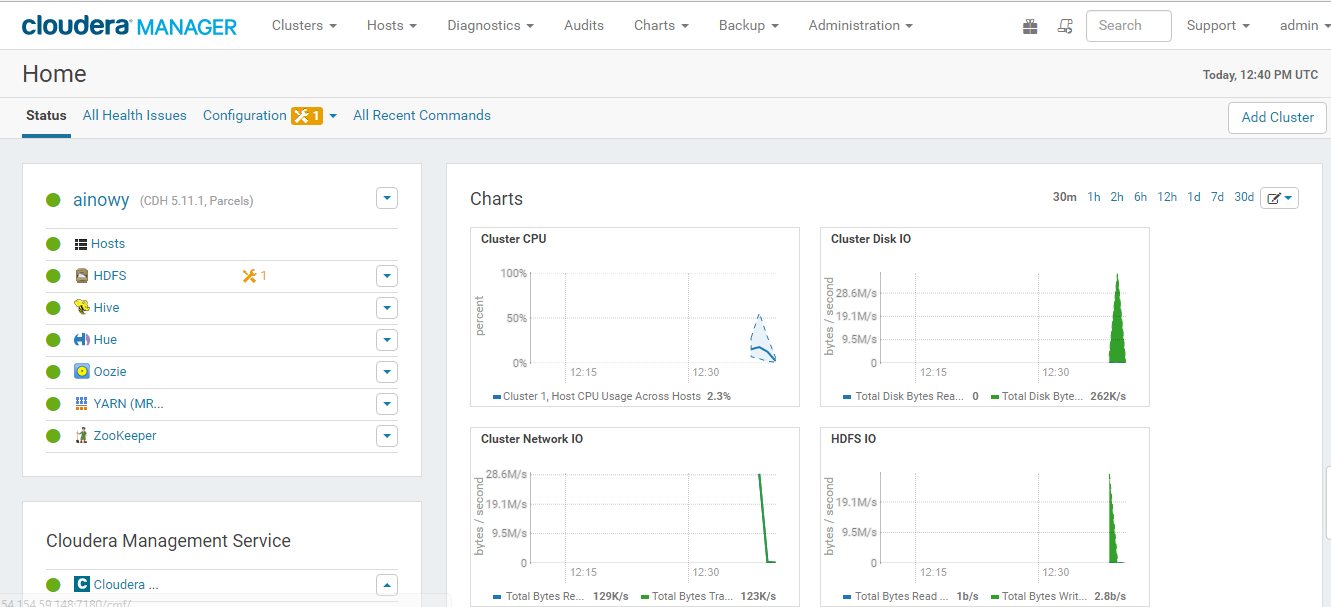 cloudera MANAGER Clusters Hosts Diagnostics Audits Charts Backup Administration Search Support admin
Home Today, 12:40 PM UTC
Status All Health Issues Configuration 1 All Recent Commands Add Cluster
ainowy (CDH 5.11.1, Parcels)
Hosts
HDFS 1
Hive
Hue
Oozie
YARN (MR...
ZooKeeper
Cloudera Management Service
C Cloudera ...
54.154.59.148:7180/cmf/
Charts 30m 1h 2h 6h 12h 1d 7d 30d
Cluster CPU
percent
100%
50%
0%
12:15 12:30
Cluster 1, Host CPU Usage Across Hosts 2.3%
Cluster Disk IO
bytes / second
28.6M/s
19.1M/s
9.5M/s
0
12:15 12:30
Total Disk Bytes Rea... 0 Total Disk Byte... 262K/s
Cluster Network IO
bytes / second
28.6M/s
19.1M/s
9.5M/s
0
12:15 12:30
Total Bytes Re... 129K/s Total Bytes Tra... 123K/s
HDFS IO
bytes / second
19.1M/s
9.5M/s
0
12:15 12:30
Total Bytes Read ... 1b/s Total Bytes Writ... 2.8b/s